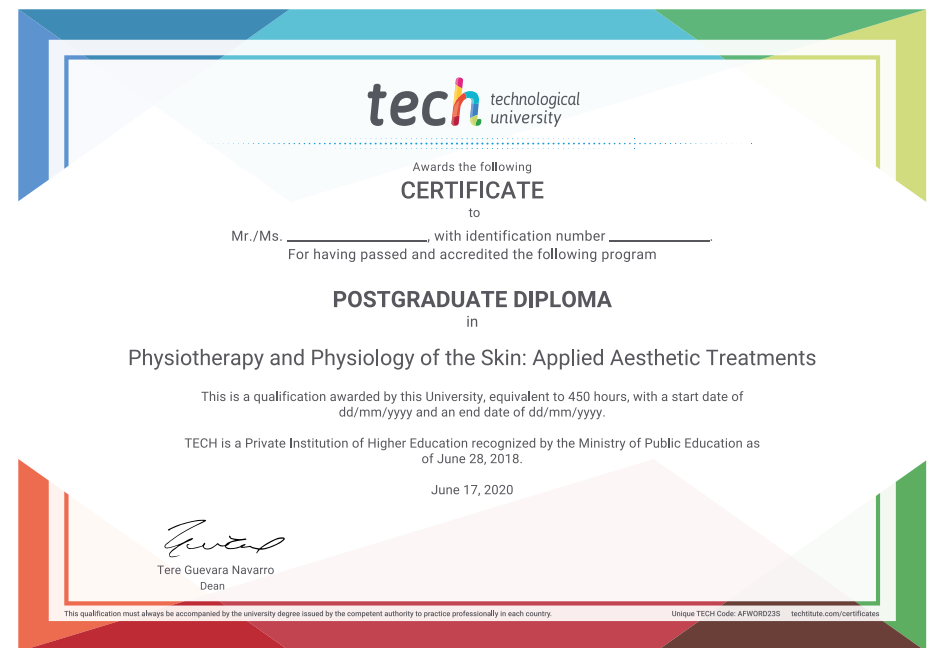 tech technological
university
Awards the following
CERTIFICATE
to
Mr./Ms. ____________________, with identification number ______________.
For having passed and accredited the following program
POSTGRADUATE DIPLOMA
in
Physiotherapy and Physiology of the Skin: Applied Aesthetic Treatments
This is a qualification awarded by this University, equivalent to 450 hours, with a start date of
dd/mm/yyyy and an end date of dd/mm/yyyy.
TECH is a Private Institution of Higher Education recognized by the Ministry of Public Education as
of June 28, 2018.
June 17, 2020
Tere Guevara Navarro
Dean
This qualification must always be accompanied by the university degree issued by the competent authority to practice professionally in each country. Unique TECH Code: AFWORD23S techtitute.com/certificates